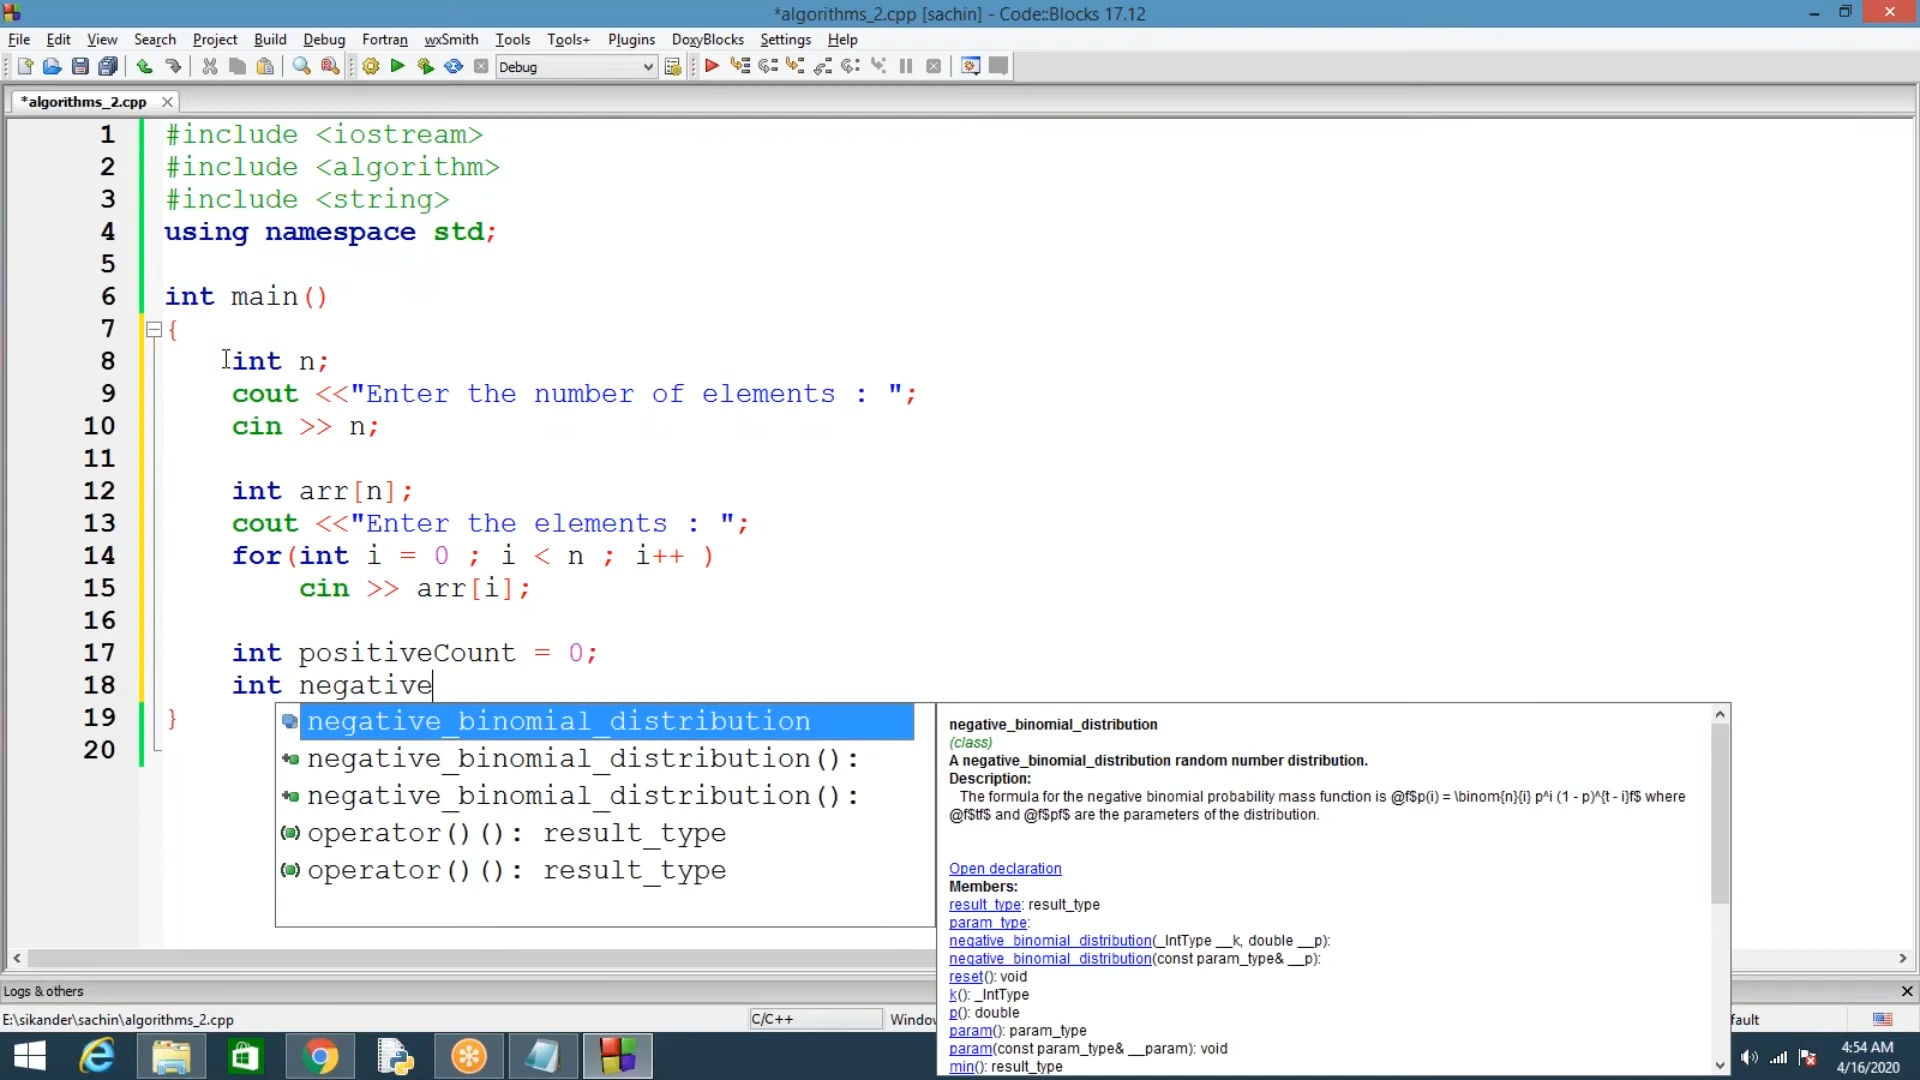 *algorithms_2.cpp [sachin] - Code::Blocks 17.12
File Edit View Search Project Build Debug Fortran wxSmith Tools Tools+ Plugins DoxyBlocks Settings Help
Debug
*algorithms_2.cpp
1 #include <iostream>
2 #include <algorithm>
3 #include <string>
4 using namespace std;
5
6 int main()
7 {
8 int n;
9 cout <<"Enter the number of elements : ";
10 cin >> n;
11
12 int arr[n];
13 cout <<"Enter the elements : ";
14 for(int i = 0 ; i < n ; i++ )
15 cin >> arr[i];
16
17 int positiveCount = 0;
18 int negative
19 }
20
negative_binomial_distribution
negative_binomial_distribution():
negative_binomial_distribution():
operator()(): result_type
operator()(): result_type
negative_binomial_distribution
(class)
A negative_binomial_distribution random number distribution.
Description:
The formula for the negative binomial probability mass function is @f$p(i) = \binom{n}{i} p^i (1 - p)^{t - i}f$ where
@f$tf$ and @f$pf$ are the parameters of the distribution.
Open declaration
Members:
result_type: result_type
param_type:
negative_binomial_distribution(_IntType __k, double __p):
negative_binomial_distribution(const param_type& __p):
reset(): void
k(): _IntType
p(): double
param(): param_type
param(const param_type& __param): void
min(): result_type
Logs & others
E:\sikander\sachin\algorithms_2.cpp
C/C++
Window
fault
4:54 AM
4/16/2020